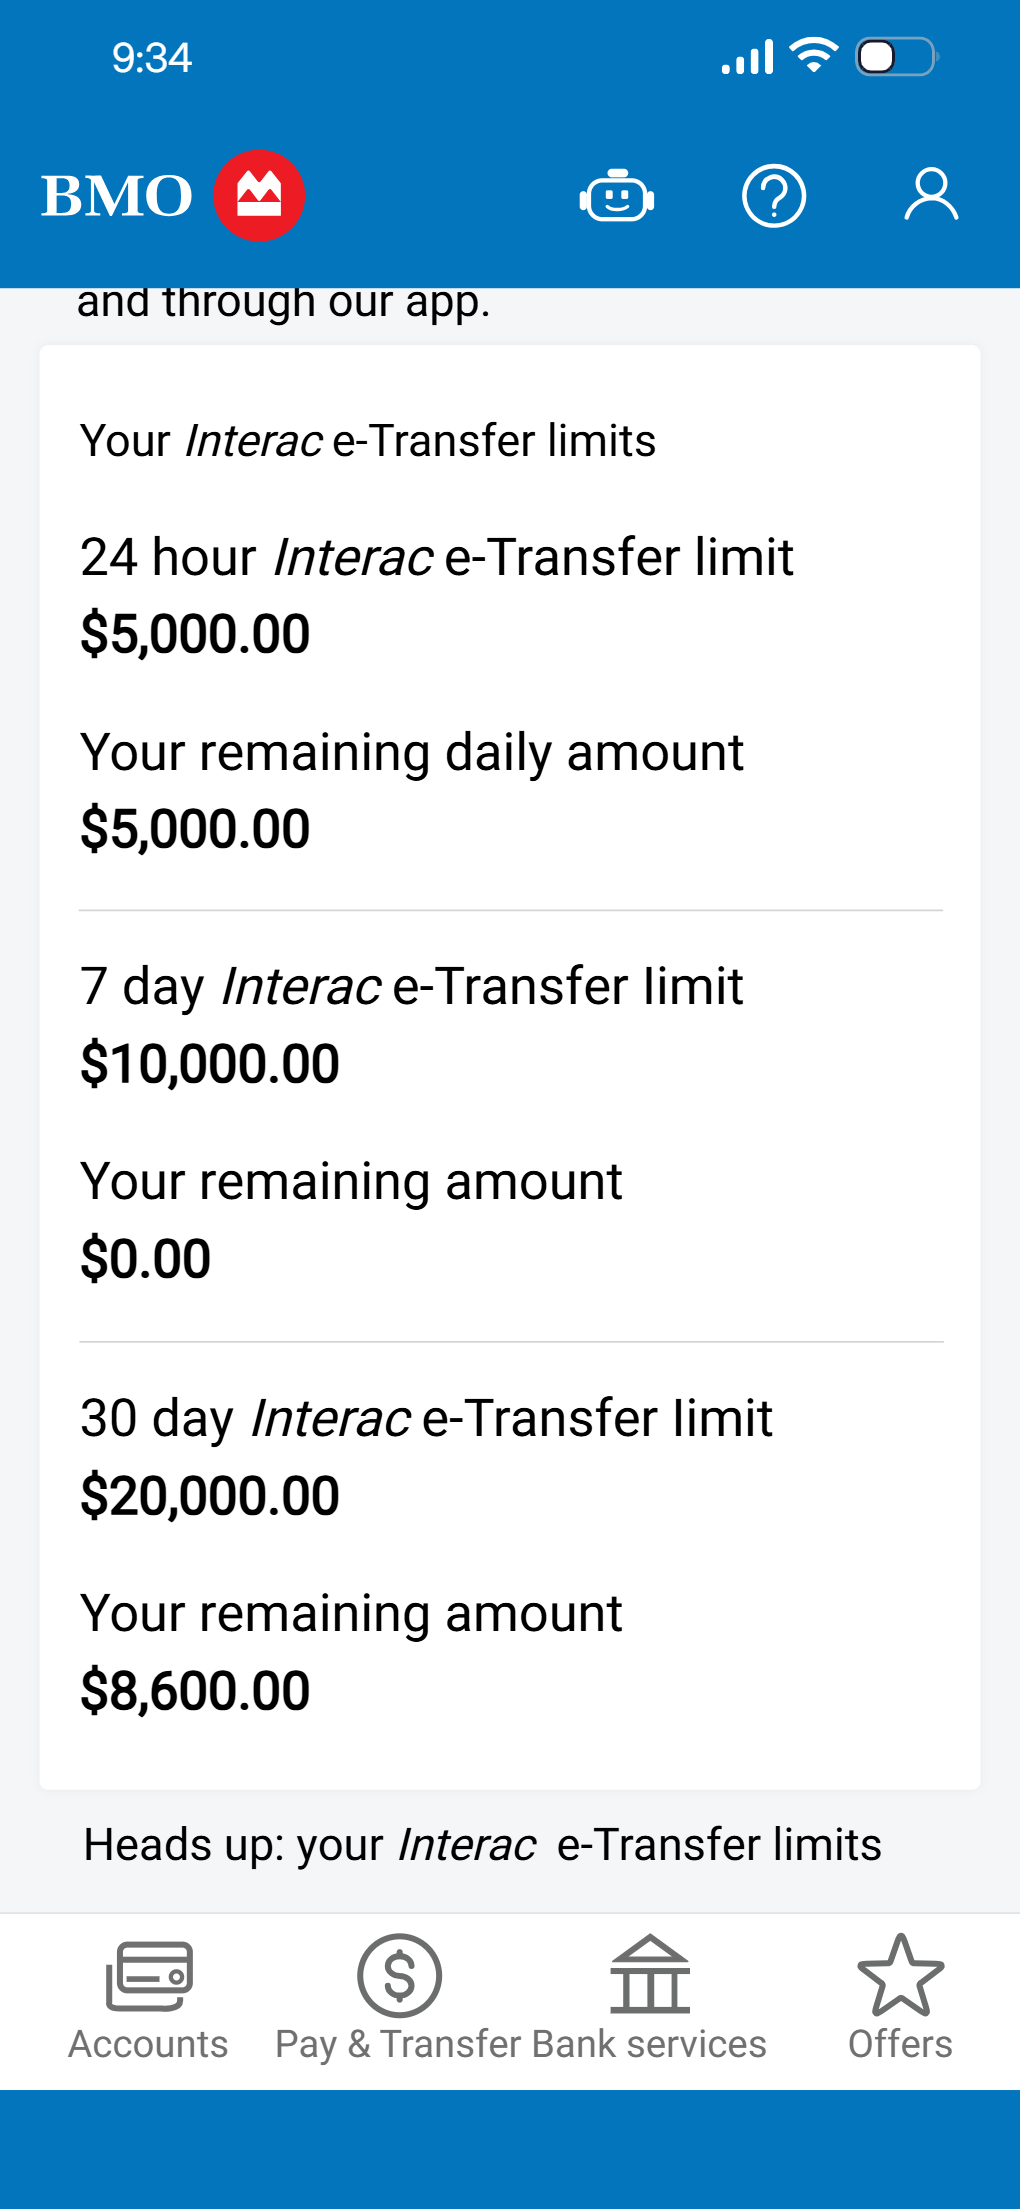 9:34
BMO
and through our app.
Your Interac e-Transfer limits
24 hour Interac e-Transfer limit
$5,000.00
Your remaining daily amount
$5,000.00
7 day Interac e-Transfer limit
$10,000.00
Your remaining amount
$0.00
30 day Interac e-Transfer limit
$20,000.00
Your remaining amount
$8,600.00
Heads up: your Interac e-Transfer limits
Accounts Pay & Transfer Bank services Offers